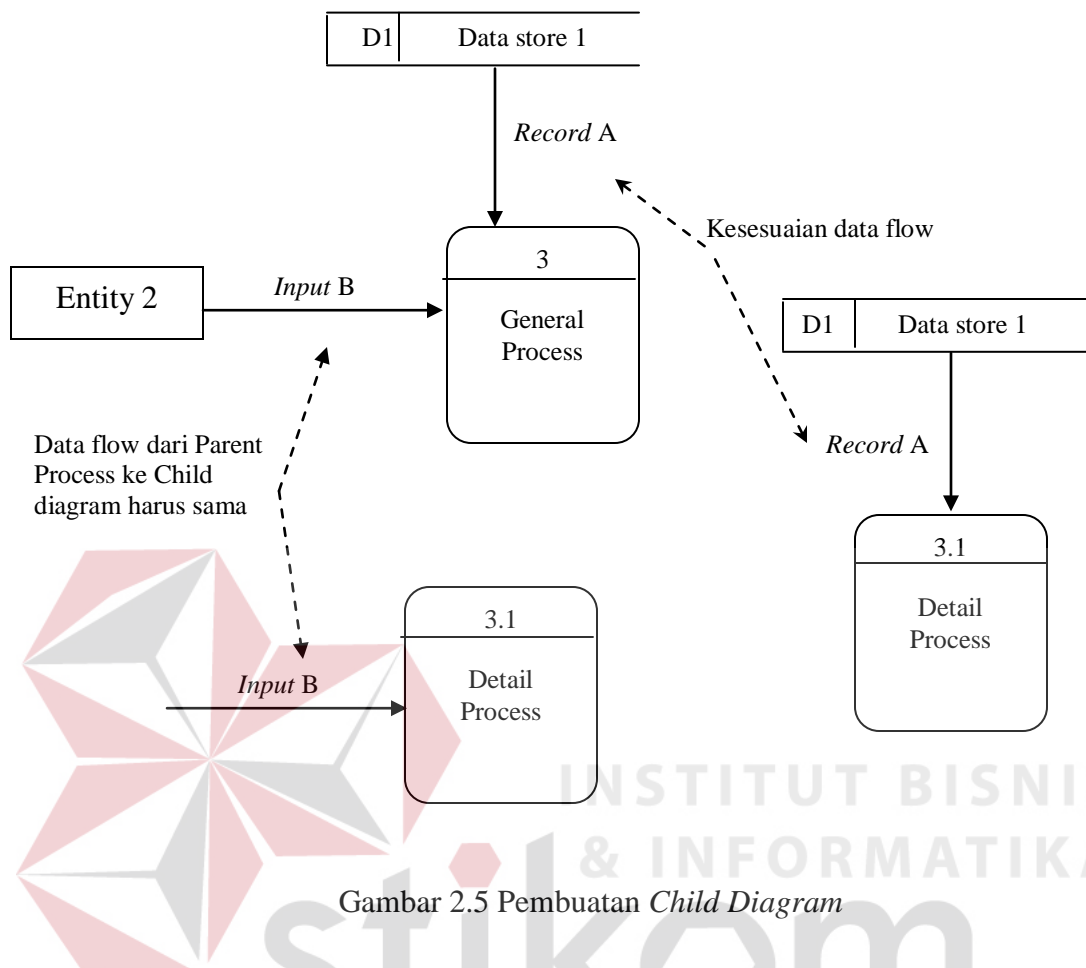 D1 Data store 1
Record A
Kesesuaian data flow
3
General
Process
Entity 2
Input B
D1 Data store 1
Record A
Data flow dari Parent
Process ke Child
diagram harus sama
3.1
Detail
Process
3.1
Detail
Process
Input B
INSTITUT BISNI
& INFORMATIKA
Gambar 2.5 Pembuatan Child Diagram
stikom